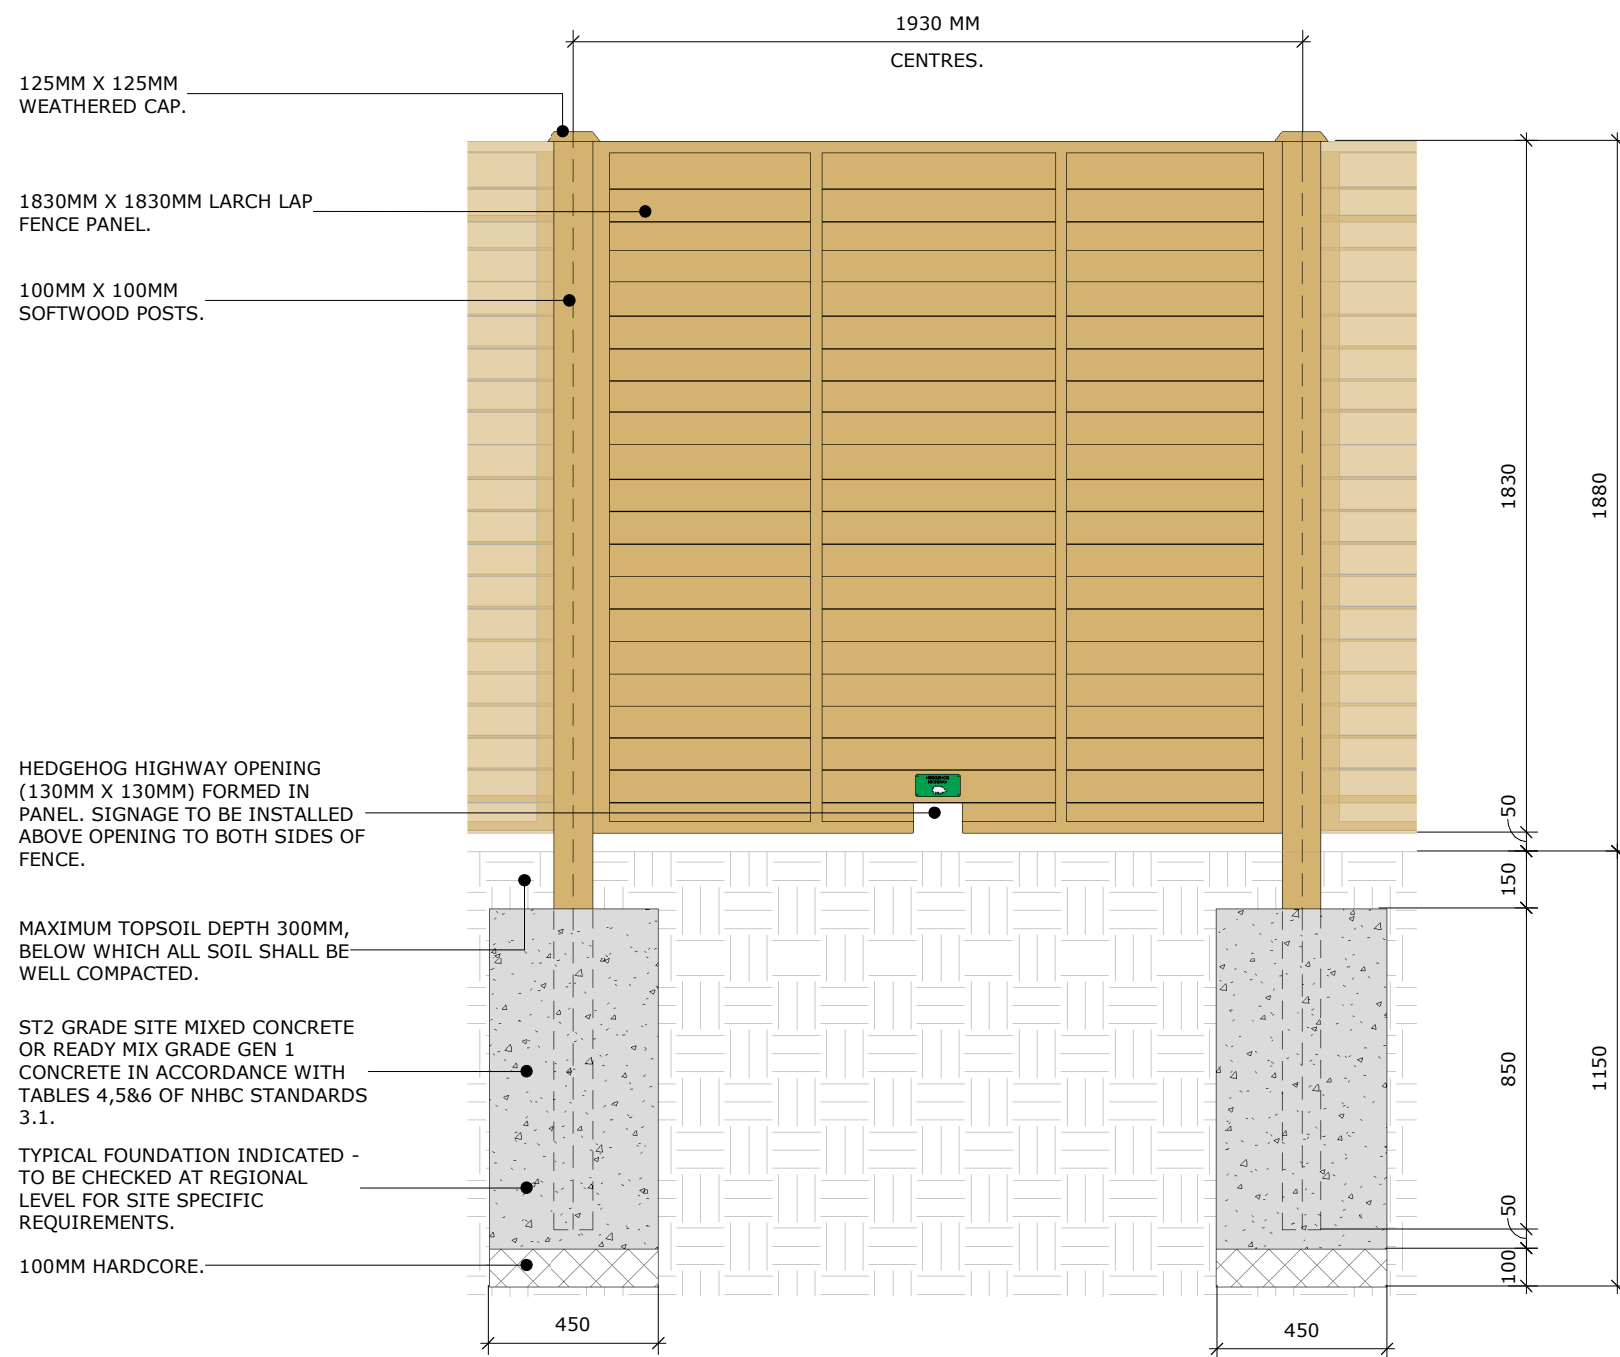 1930 MM
CENTRES.
125MM X 125MM
WEATHERED CAP.
1830MM X 1830MM LARCH LAP
FENCE PANEL.
100MM X 100MM
SOFTWOOD POSTS.
HEDGEHOG HIGHWAY OPENING
(130MM X 130MM) FORMED IN
PANEL. SIGNAGE TO BE INSTALLED
ABOVE OPENING TO BOTH SIDES OF
FENCE.
HEDGEHOG
HIGHWAY
MAXIMUM TOPSOIL DEPTH 300MM,
BELOW WHICH ALL SOIL SHALL BE
WELL COMPACTED.
ST2 GRADE SITE MIXED CONCRETE
OR READY MIX GRADE GEN 1
CONCRETE IN ACCORDANCE WITH
TABLES 4,5&6 OF NHBC STANDARDS
3.1.
TYPICAL FOUNDATION INDICATED -
TO BE CHECKED AT REGIONAL
LEVEL FOR SITE SPECIFIC
REQUIREMENTS.
100MM HARDCORE.
1830
1880
50
150
850
1150
50
100
450
450